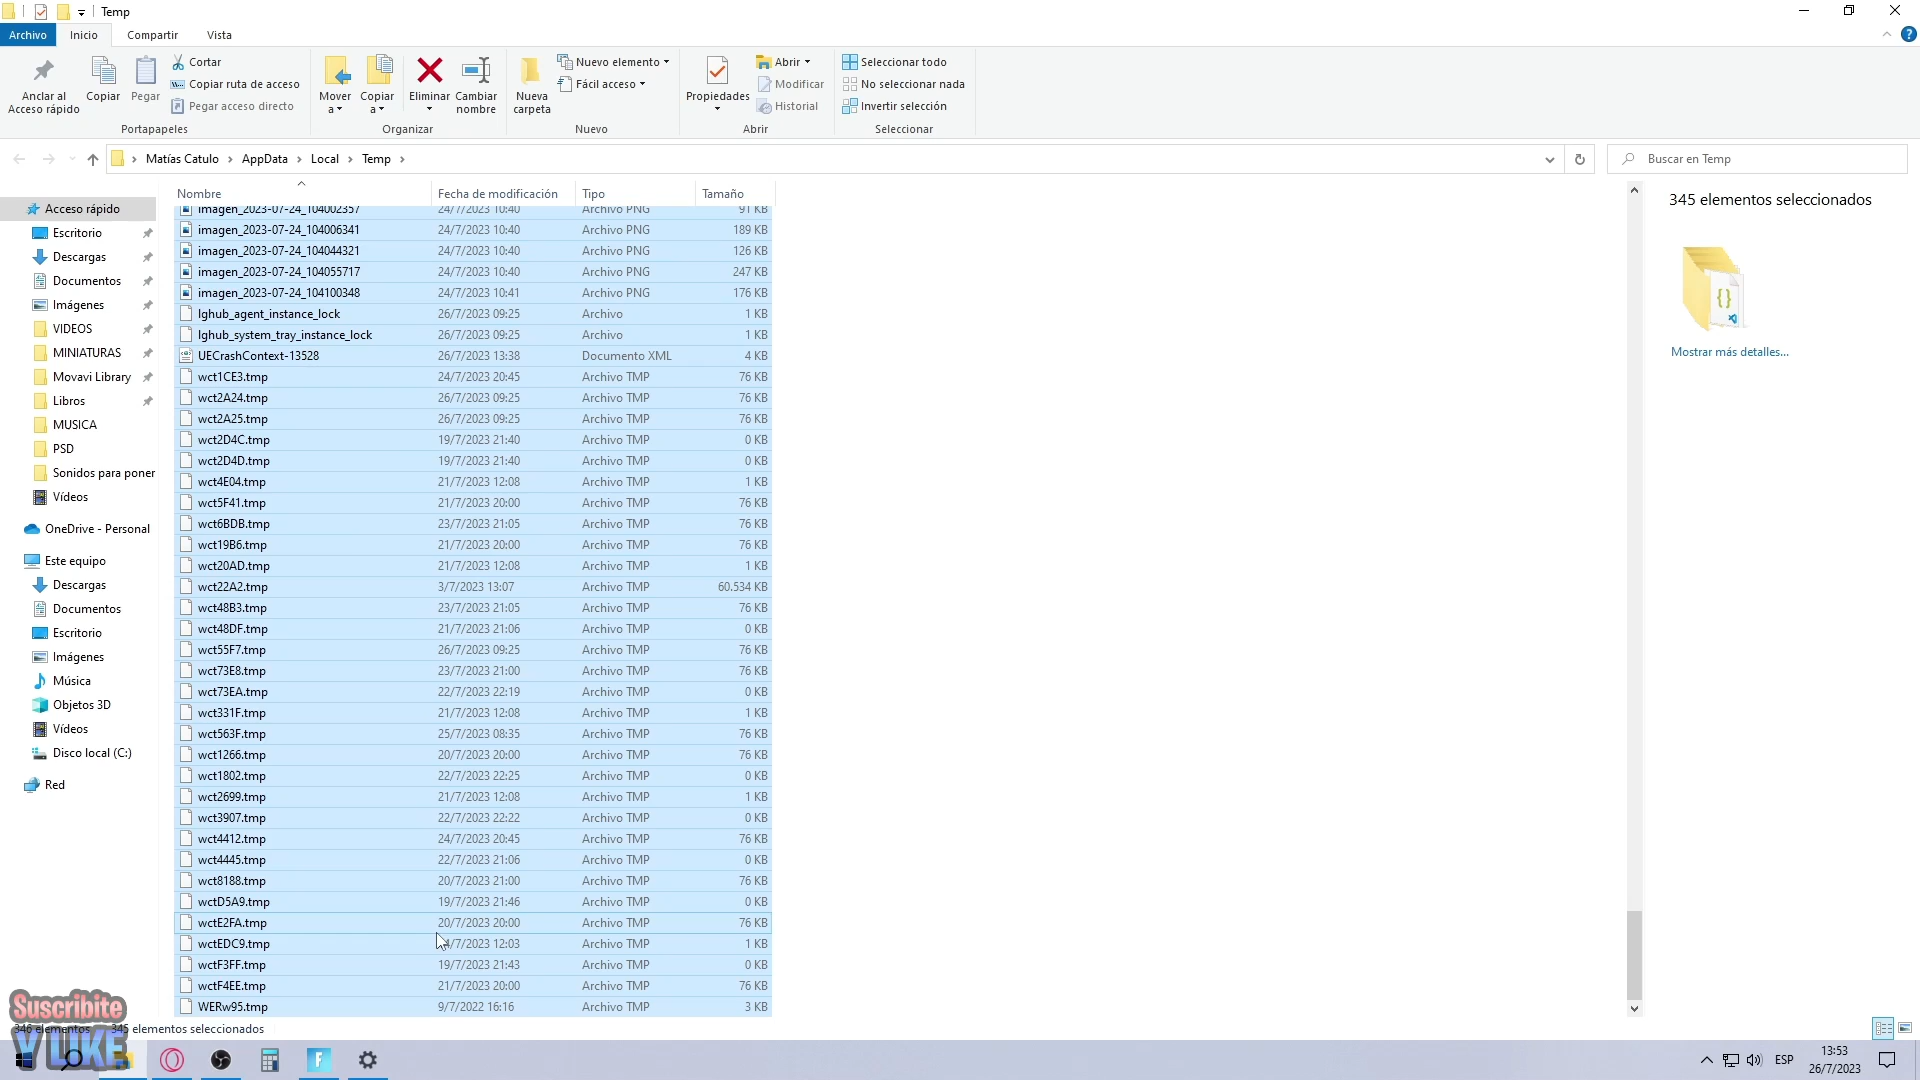 Temp
Archivo
Inicio
Compartir
Vista
Anclar al
Acceso rápido
Copiar
Pegar
Cortar
Copiar ruta de acceso
Pegar acceso directo
Portapapeles
Mover
a
Copiar
a
Eliminar
Cambiar
nombre
Organizar
Nueva
carpeta
Nuevo elemento
Fácil acceso
Nuevo
Propiedades
Abrir
Modificar
Historial
Abrir
Seleccionar todo
No seleccionar nada
Invertir selección
Seleccionar
Matías Catulo › AppData › Local › Temp ›
Buscar en Temp
Acceso rápido
Escritorio
Descargas
Documentos
Imágenes
VIDEOS
MINIATURAS
Movavi Library
Libros
MUSICA
PSD
Sonidos para poner
Vídeos
OneDrive - Personal
Este equipo
Descargas
Documentos
Escritorio
Imágenes
Música
Objetos 3D
Vídeos
Disco local (C:)
Red
Nombre Fecha de modificación Tipo Tamaño
imagen_2023-07-24_104002357 24/7/2023 10:40 Archivo PNG 91 KB
imagen_2023-07-24_104006341 24/7/2023 10:40 Archivo PNG 189 KB
imagen_2023-07-24_104044321 24/7/2023 10:40 Archivo PNG 126 KB
imagen_2023-07-24_104055717 24/7/2023 10:40 Archivo PNG 247 KB
imagen_2023-07-24_104100348 24/7/2023 10:41 Archivo PNG 176 KB
lghub_agent_instance_lock 26/7/2023 09:25 Archivo 1 KB
lghub_system_tray_instance_lock 26/7/2023 09:25 Archivo 1 KB
UECrashContext-13528 26/7/2023 13:38 Documento XML 4 KB
wct1CE3.tmp 24/7/2023 20:45 Archivo TMP 76 KB
wct2A24.tmp 26/7/2023 09:25 Archivo TMP 76 KB
wct2A25.tmp 26/7/2023 09:25 Archivo TMP 76 KB
wct2D4C.tmp 19/7/2023 21:40 Archivo TMP 0 KB
wct2D4D.tmp 19/7/2023 21:40 Archivo TMP 0 KB
wct4E04.tmp 21/7/2023 12:08 Archivo TMP 1 KB
wct5F41.tmp 21/7/2023 20:00 Archivo TMP 76 KB
wct6BDB.tmp 23/7/2023 21:05 Archivo TMP 76 KB
wct19B6.tmp 21/7/2023 20:00 Archivo TMP 76 KB
wct20AD.tmp 21/7/2023 12:08 Archivo TMP 1 KB
wct22A2.tmp 3/7/2023 13:07 Archivo TMP 60.534 KB
wct48B3.tmp 23/7/2023 21:05 Archivo TMP 76 KB
wct48DF.tmp 21/7/2023 21:06 Archivo TMP 0 KB
wct55F7.tmp 26/7/2023 09:25 Archivo TMP 76 KB
wct73E8.tmp 23/7/2023 21:00 Archivo TMP 76 KB
wct73EA.tmp 22/7/2023 22:19 Archivo TMP 0 KB
wct331F.tmp 21/7/2023 12:08 Archivo TMP 1 KB
wct563F.tmp 25/7/2023 08:35 Archivo TMP 76 KB
wct1266.tmp 20/7/2023 20:00 Archivo TMP 76 KB
wct1802.tmp 22/7/2023 22:25 Archivo TMP 0 KB
wct2699.tmp 21/7/2023 12:08 Archivo TMP 1 KB
wct3907.tmp 22/7/2023 22:22 Archivo TMP 0 KB
wct4412.tmp 24/7/2023 20:45 Archivo TMP 76 KB
wct4445.tmp 22/7/2023 21:06 Archivo TMP 0 KB
wct8188.tmp 20/7/2023 21:00 Archivo TMP 76 KB
wctD5A9.tmp 19/7/2023 21:46 Archivo TMP 0 KB
wctE2FA.tmp 20/7/2023 20:00 Archivo TMP 76 KB
wctEDC9.tmp /7/2023 12:03 Archivo TMP 1 KB
wctF3FF.tmp 19/7/2023 21:43 Archivo TMP 0 KB
wctF4EE.tmp 21/7/2023 20:00 Archivo TMP 76 KB
WERw95.tmp 9/7/2022 16:16 Archivo TMP 3 KB
345 elementos seleccionados
Mostrar más detalles...
Suscribite
Y LIKE
346 elementos 345 elementos seleccionados
ESP
13:53
26/7/2023